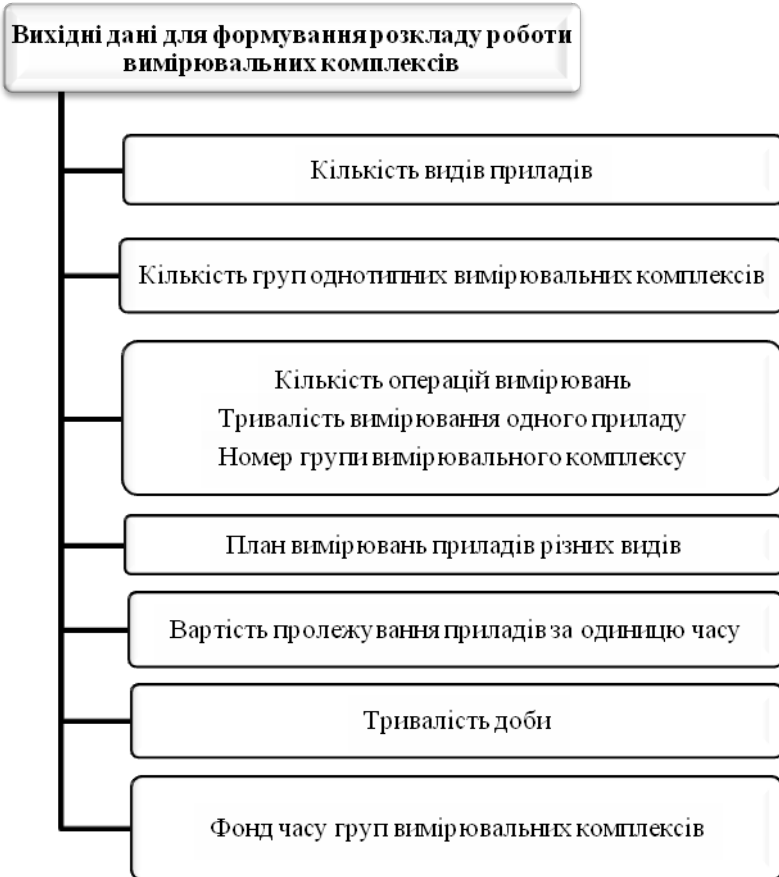 Вихідні дані для формування розкладу роботи
вимірювальних комплексів
Кількість видів приладів
Кількість груп однотипних вимірювальних комплексів
Кількість операцій вимірювань
Тривалість вимірювання одного приладу
Номер групи вимірювального комплексу
План вимірювань приладів різних видів
Вартість пролежування приладів за одиницю часу
Тривалість доби
Фонд часу груп вимірювальних комплексів